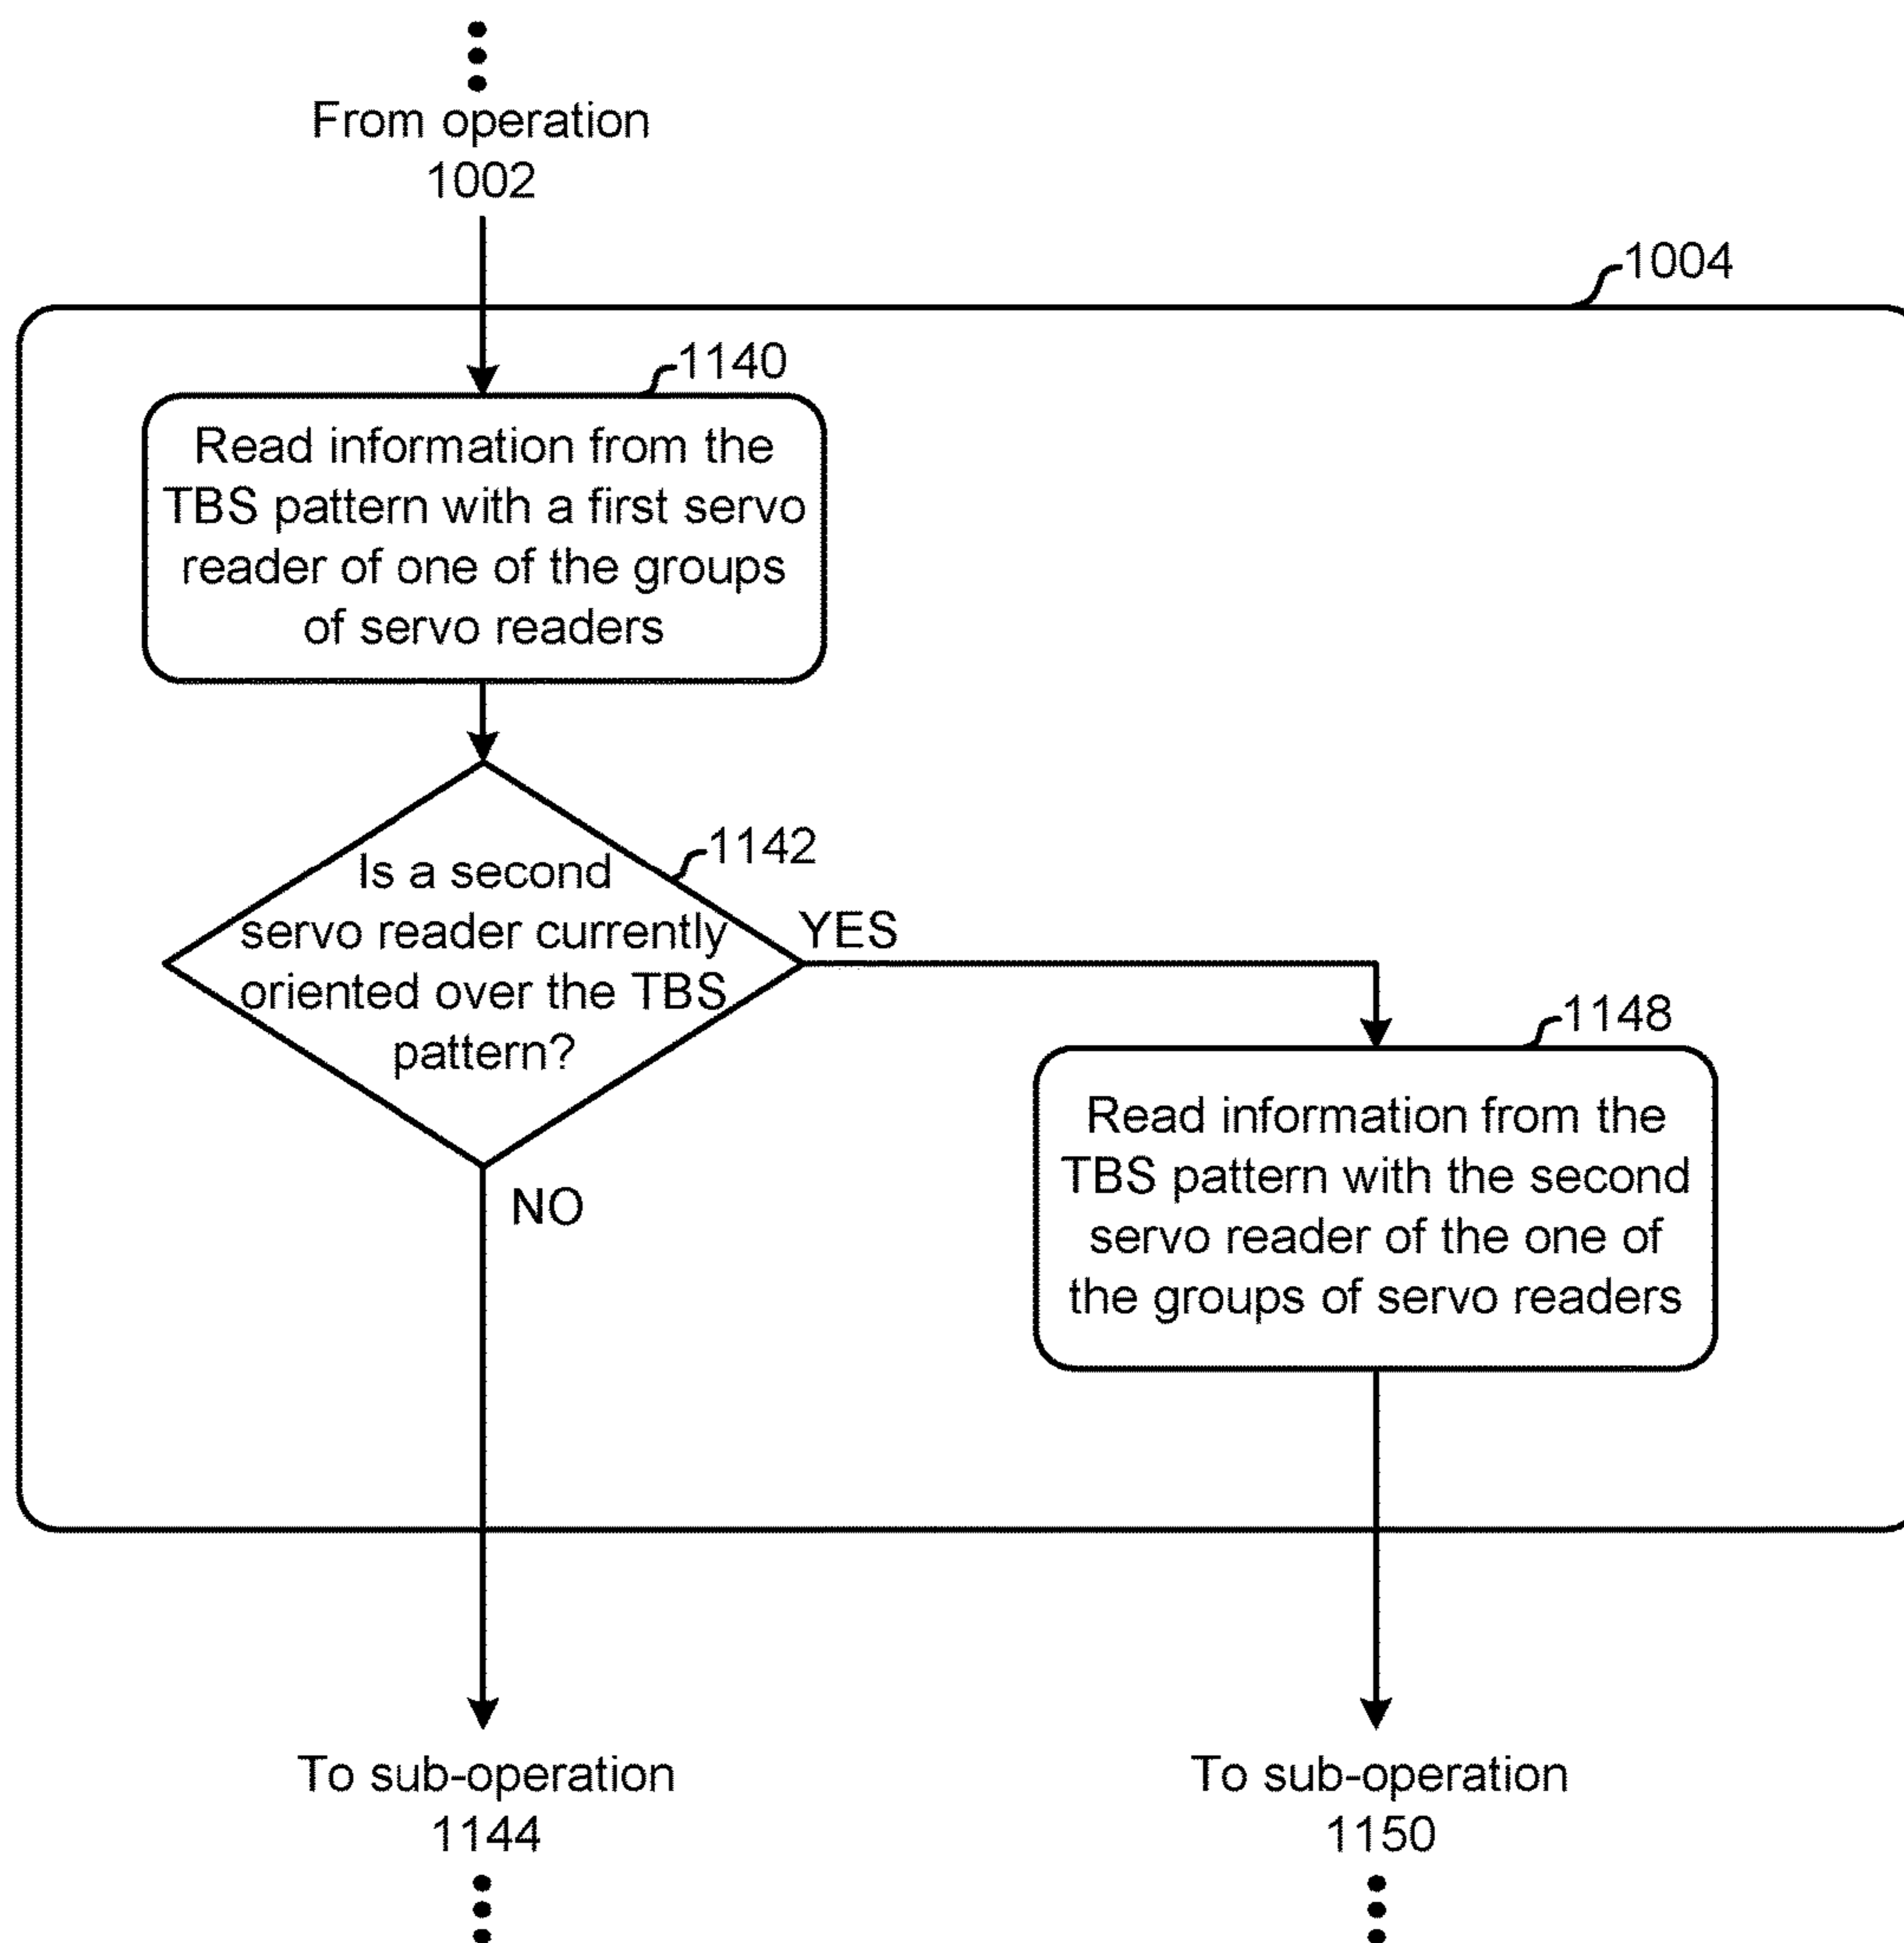 From operation
1002
1004
1140
Read information from the
TBS pattern with a first servo
reader of one of the groups
of servo readers
1142
Is a second
servo reader currently
oriented over the TBS
pattern?
YES
NO
1148
Read information from the
TBS pattern with the second
servo reader of the one of
the groups of servo readers
To sub-operation
1144
To sub-operation
1150